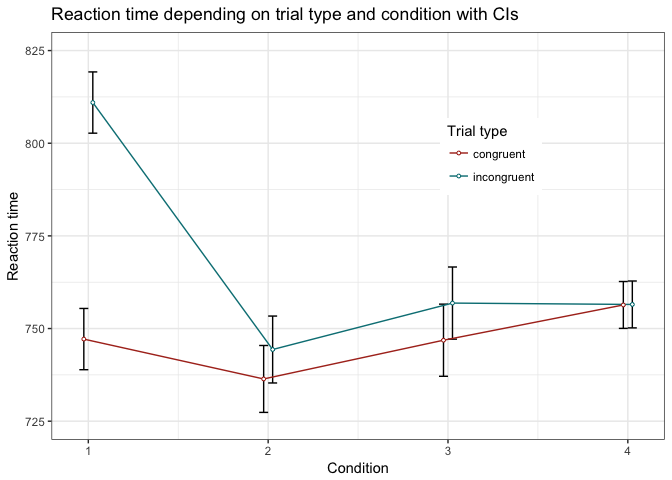 Reaction time depending on trial type and condition with CIs
825
800
775
750
725
Reaction time
Trial type
congruent
incongruent
1 2 3 4
Condition